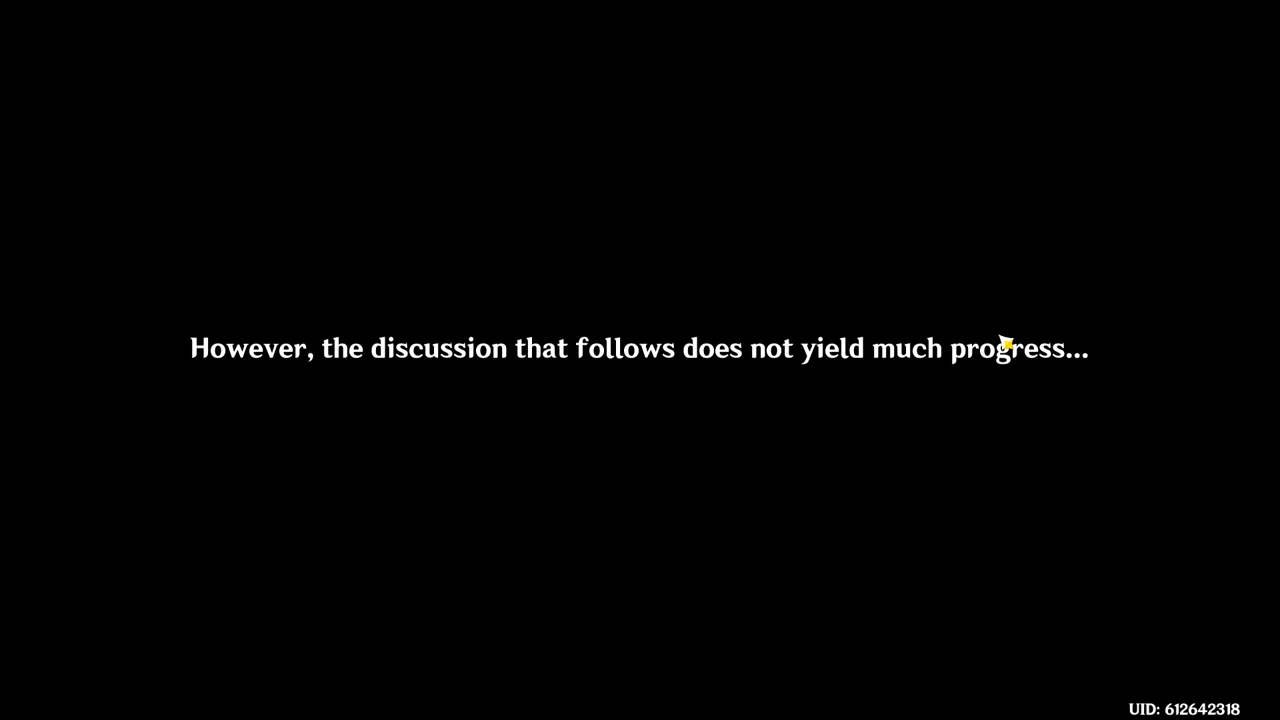 However, the discussion that follows does not yield much progress...
UID: 612642318